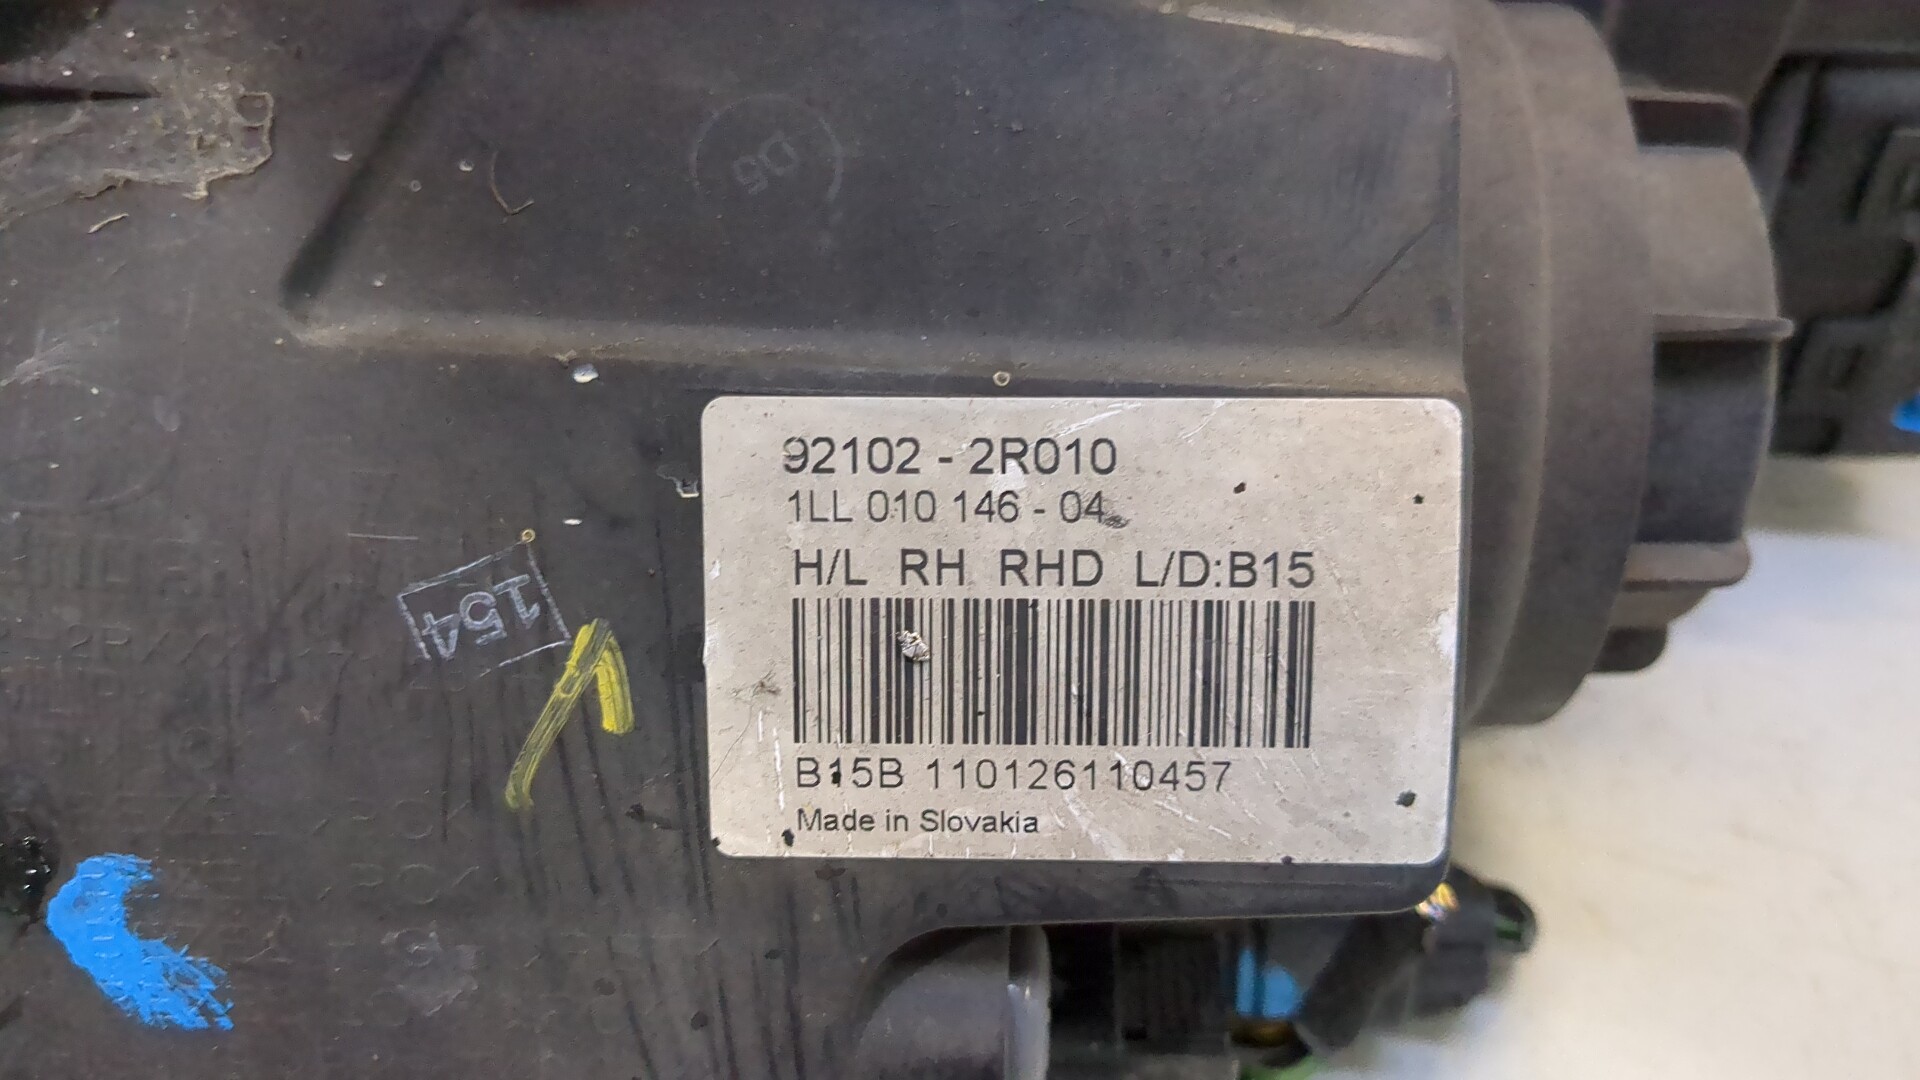 D5
92102 - 2R010
1LL 010 146 - 04
H/L RH RHD L/D:B15
154
B15B 110126110457
Made in Slovakia